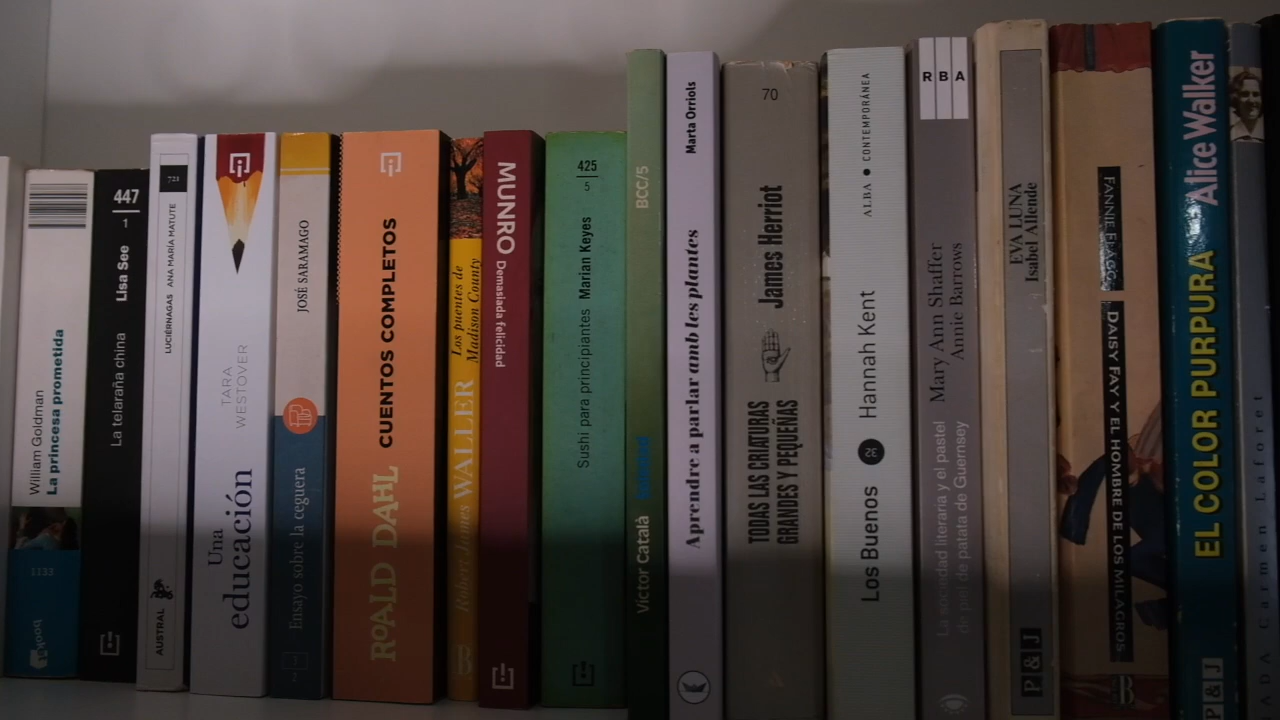 William Goldman
La princesa prometida
booket
447
1
Lisa See
La telaraña china
721
LUCIÉRNAGAS ANA MARÍA MATUTE
AUSTRAL
TARA
WESTOVER
Una
educación
JOSÉ SARAMAGO
Ensayo sobre la ceguera
ROALD DAHL CUENTOS COMPLETOS
Los puentes de
Madison County
Robert James WALLER
MUNRO Demasiada felicidad
425
5
Sushi para principiantes Marian Keyes
BCC/5
Víctor Català
Marta Orriols
Aprendre a parlar amb les plantes
70
James Herriot
TODAS LAS CRIATURAS
GRANDES Y PEQUEÑAS
ALBA • CONTEMPORÁNEA
Hannah Kent
32
Los Buenos
RBA
Mary Ann Shaffer
Annie Barrows
La sociedad literaria y el pastel
de piel de patata de Guernsey
EVA LUNA
Isabel Allende
P&J
FANNIE FLAGG
DAISY FAY Y EL HOMBRE DE LOS MILAGROS
B
Alice Walker
EL COLOR PURPURA
P&J
NADA Carmen Laforet